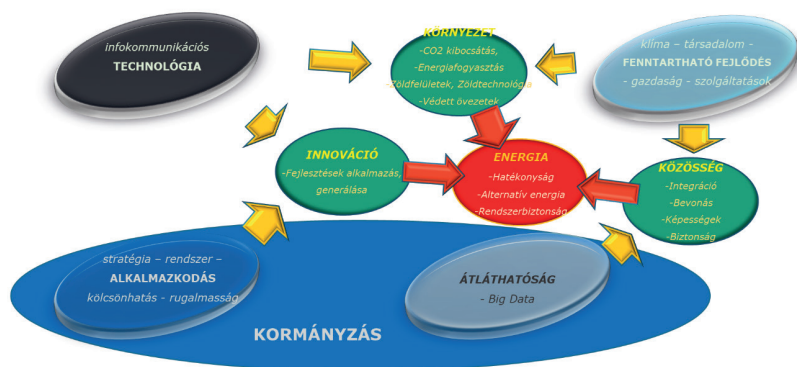 infokommunikációs
TECHNOLÓGIA
KÖRNYEZET
-CO2 kibocsátás,
-Energiafogyasztás
-Zöldfelületek, Zöldtechnológia
-Védett övezetek
klíma – társadalom -
FENNTARTHATÓ FEJLŐDÉS
- gazdaság - szolgáltatások
INNOVÁCIÓ
-Fejlesztések alkalmazás,
generálása
ENERGIA
-Hatékonyság
-Alternatív energia
-Rendszerbiztonság
KÖZÖSSÉG
-Integráció
-Bevonás
-Képességek
-Biztonság
stratégia – rendszer –
ALKALMAZKODÁS
kölcsönhatás - rugalmasság
ÁTLÁTHATÓSÁG
- Big Data
KORMÁNYZÁS